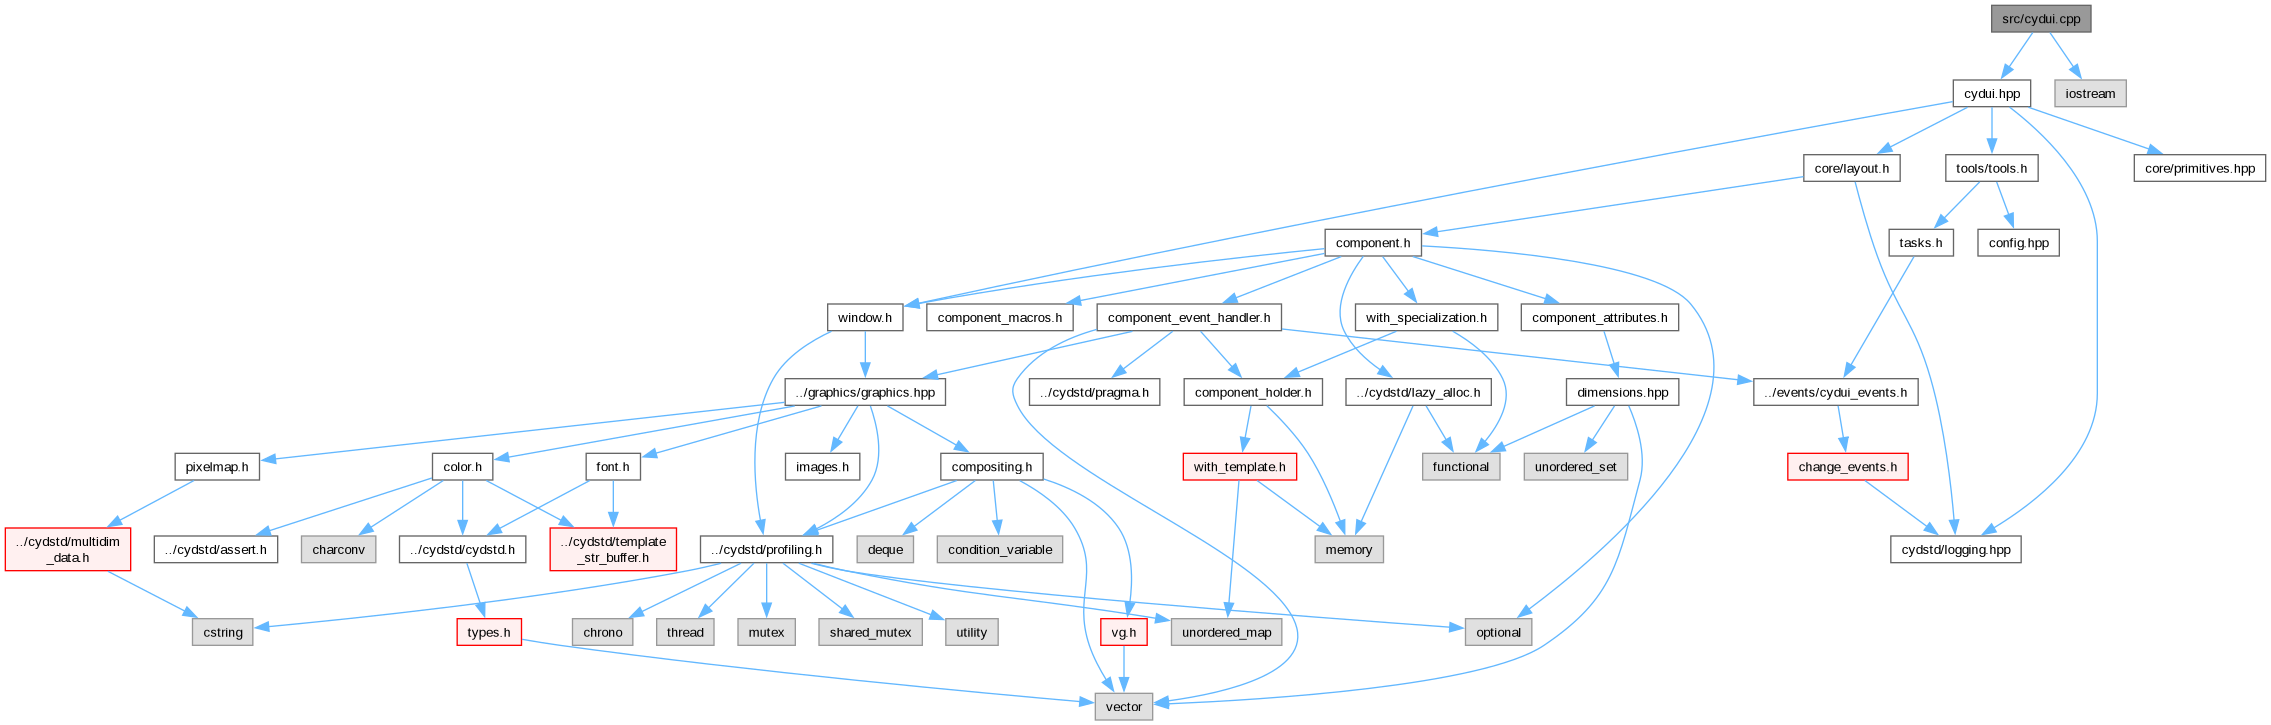 src/cydui.cpp
cydui.hpp
iostream
core/layout.h
tools/tools.h
core/primitives.hpp
component.h
tasks.h
config.hpp
window.h
component_macros.h
component_event_handler.h
with_specialization.h
component_attributes.h
../graphics/graphics.hpp
../cydstd/pragma.h
component_holder.h
../cydstd/lazy_alloc.h
dimensions.hpp
../events/cydui_events.h
pixelmap.h
color.h
font.h
images.h
compositing.h
with_template.h
functional
unordered_set
change_events.h
../cydstd/multidim
_data.h
../cydstd/assert.h
charconv
../cydstd/cydstd.h
../cydstd/template
_str_buffer.h
../cydstd/profiling.h
deque
condition_variable
memory
cydstd/logging.hpp
cstring
types.h
chrono
thread
mutex
shared_mutex
utility
vg.h
unordered_map
optional
vector